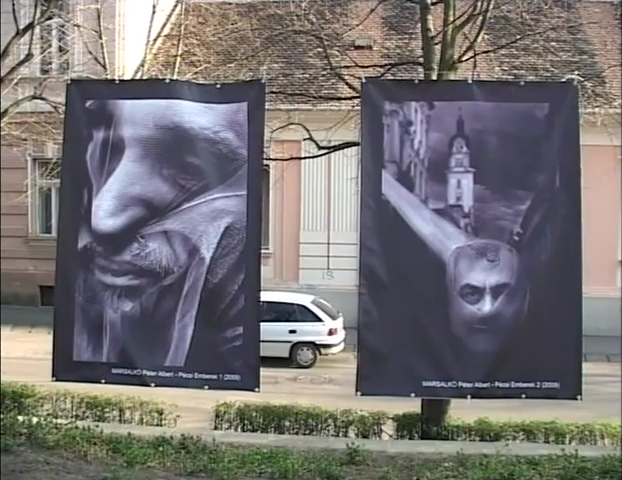 MARSALKÓ Péter Albert - Pécsi Emberek 1 (2009)
MARSALKÓ Péter Albert - Pécsi Emberek 2 (2009)